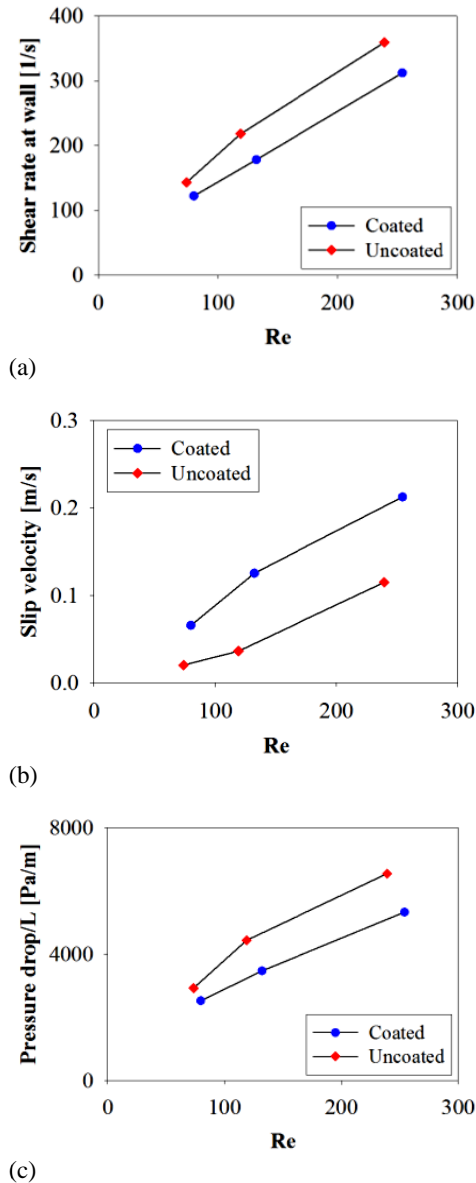 400
300
200
100
0
Shear rate at wall [1/s]
Coated
Uncoated
0 100 200 300
Re
(a)
0.3
0.2
0.1
0.0
Slip velocity [m/s]
Coated
Uncoated
0 100 200 300
Re
(b)
8000
4000
0
Pressure drop/L [Pa/m]
Coated
Uncoated
0 100 200 300
Re
(c)